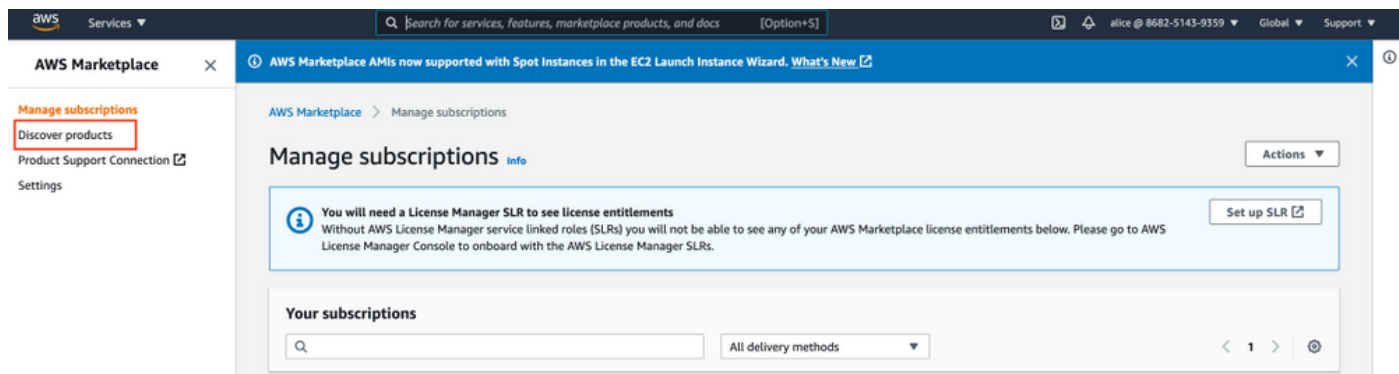 aws Services ▼ Search for services, features, marketplace products, and docs [Option+S] alice @ 8682-5143-9359 ▼ Global ▼ Support ▼
AWS Marketplace
AWS Marketplace AMIs now supported with Spot Instances in the EC2 Launch Instance Wizard. What's New
Manage subscriptions
Discover products
Product Support Connection
Settings
AWS Marketplace > Manage subscriptions
Manage subscriptions Info
Actions ▼
You will need a License Manager SLR to see license entitlements
Without AWS License Manager service linked roles (SLRs) you will not be able to see any of your AWS Marketplace license entitlements below. Please go to AWS
License Manager Console to onboard with the AWS License Manager SLRs.
Set up SLR
Your subscriptions
All delivery methods ▼
< 1 >